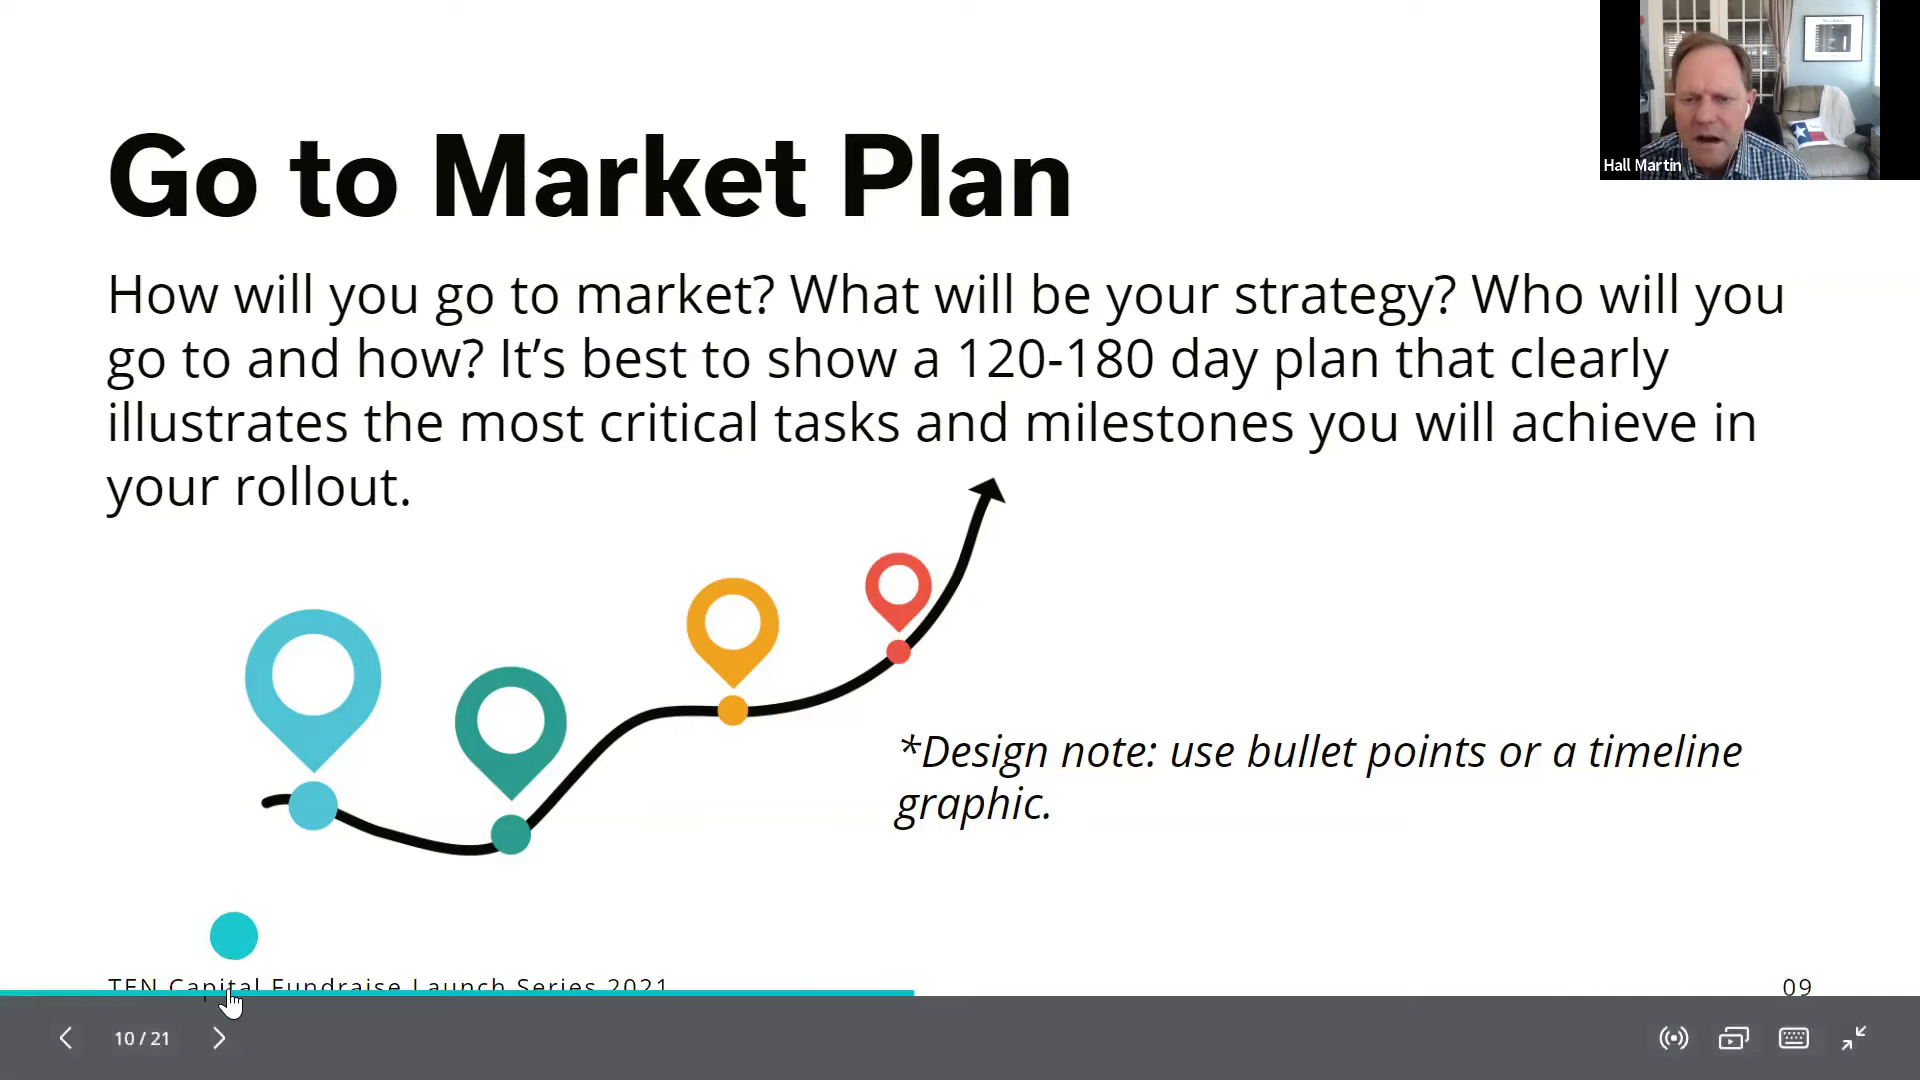 Go to Market Plan
How will you go to market? What will be your strategy? Who will you
go to and how? It’s best to show a 120-180 day plan that clearly
illustrates the most critical tasks and milestones you will achieve in
your rollout.
*Design note: use bullet points or a timeline
graphic.
TEN Capital Fundraise Launch Series 2021
09
10 / 21
Hall Martin